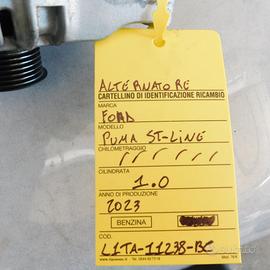 ALTERNATORE
CARTELLINO DI IDENTIFICAZIONE RICAMBIO
MARCA
FORD
MODELLO
PUMA ST-LINE
CHILOMETRAGGIO
CILINDRATA
1.0
ANNO DI PRODUZIONE
2023
BENZINA
COD.
L1TA-11238-BC